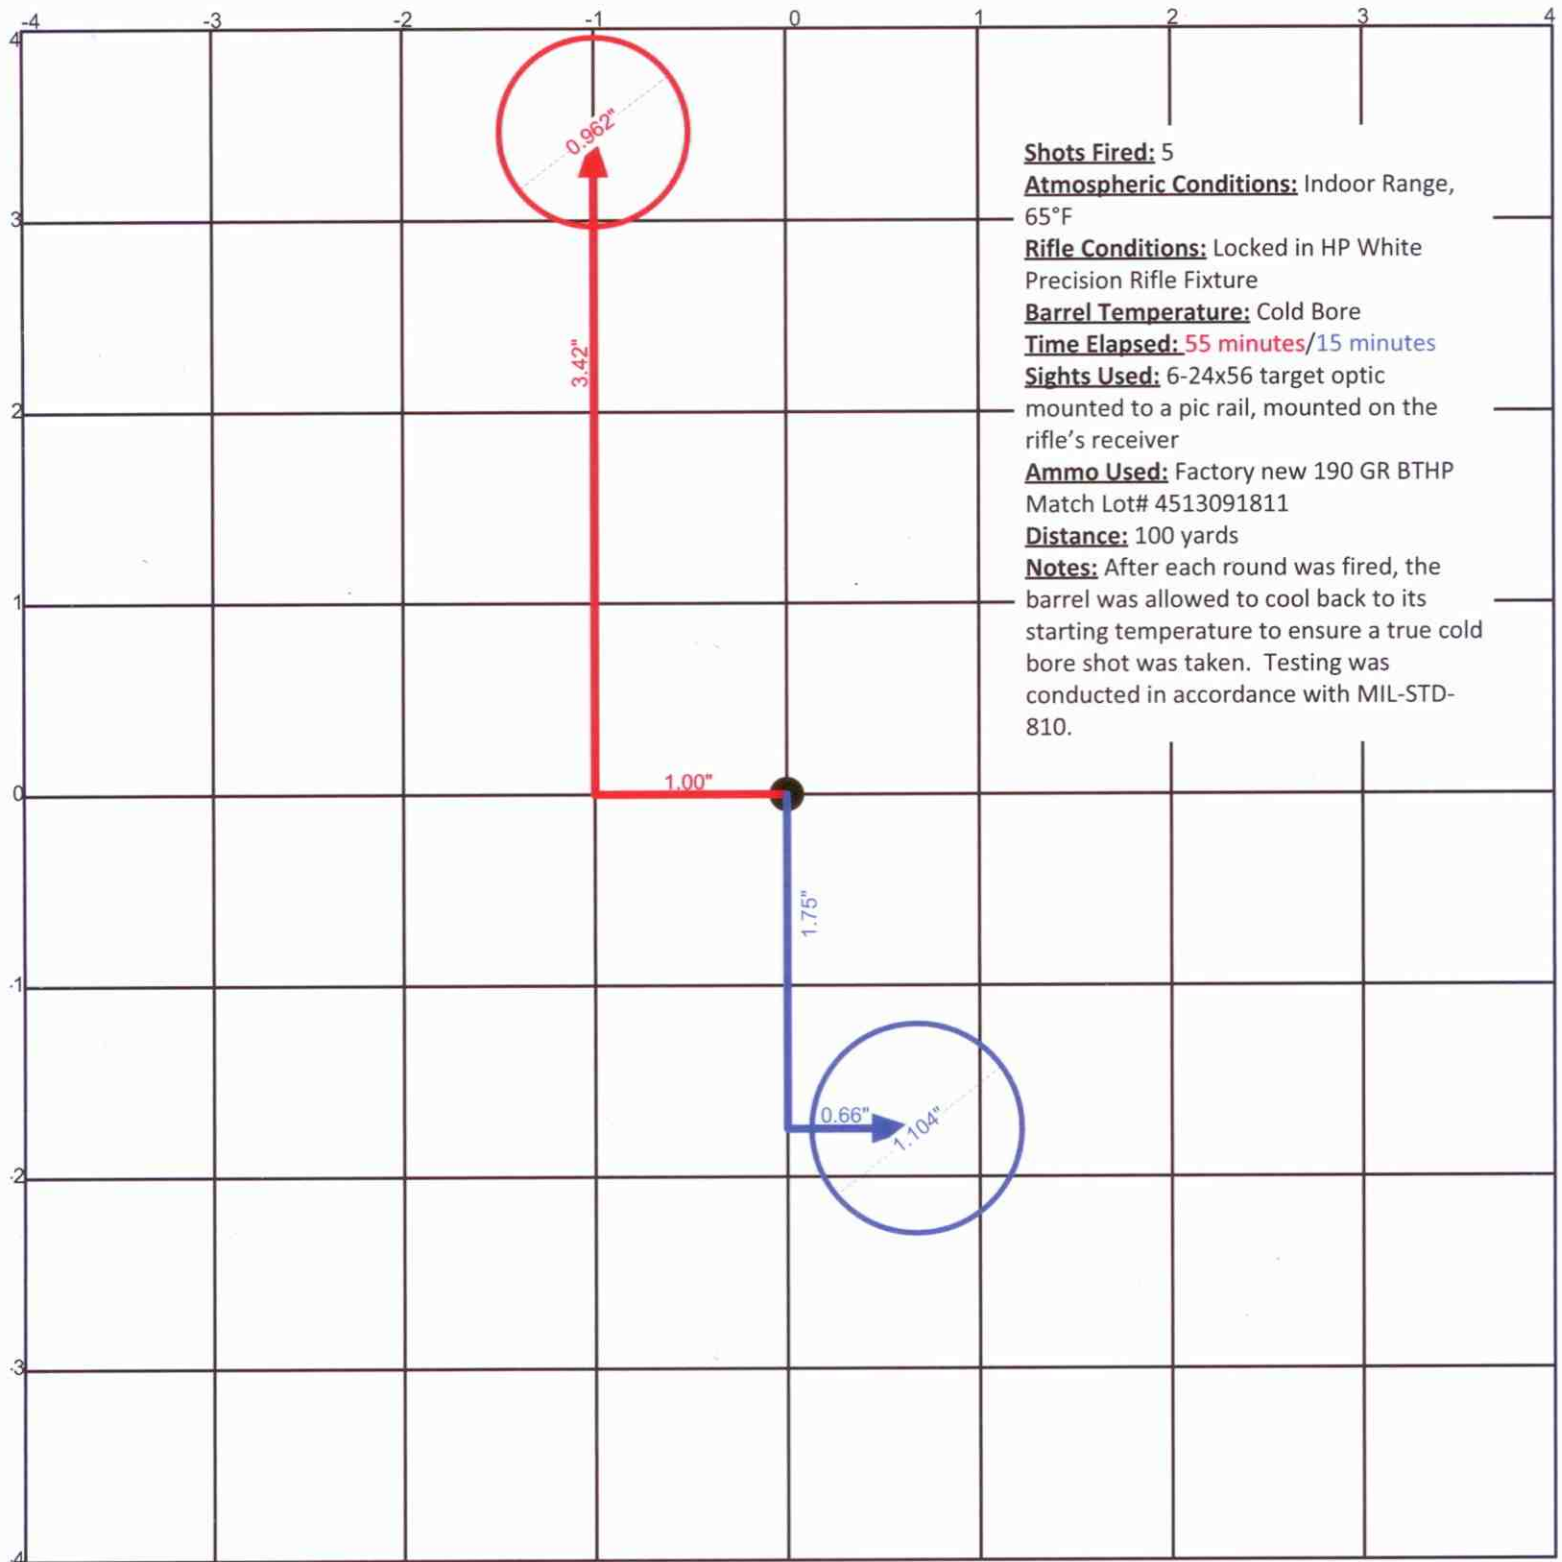 -4 -3 -2 -1 0 1 2 3 4
4
0.962"
Shots Fired: 5
Atmospheric Conditions: Indoor Range,
65°F
3
Rifle Conditions: Locked in HP White
Precision Rifle Fixture
Barrel Temperature: Cold Bore
Time Elapsed: 55 minutes/15 minutes
3.42"
Sights Used: 6-24x56 target optic
2
mounted to a pic rail, mounted on the
rifle's receiver
Ammo Used: Factory new 190 GR BTHP
Match Lot# 4513091811
Distance: 100 yards
Notes: After each round was fired, the
1
barrel was allowed to cool back to its
starting temperature to ensure a true cold
bore shot was taken. Testing was
conducted in accordance with MIL-STD-
810.
1.00"
0
1.75"
-1
0.66"
1.104"
-2
-3
-4